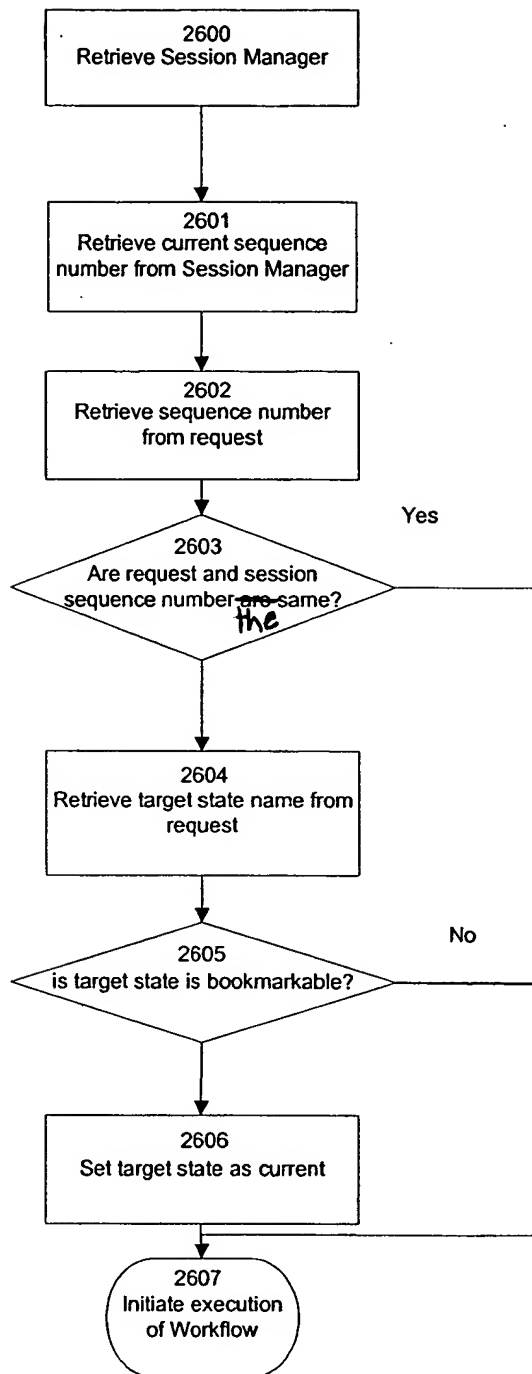 2600
Retrieve Session Manager
2601
Retrieve current sequence
number from Session Manager
2602
Retrieve sequence number
from request
Yes
2603
Are request and session
sequence number are same?
the
2604
Retrieve target state name from
request
No
2605
is target state is bookmarkable?
2606
Set target state as current
2607
Initiate execution
of Workflow